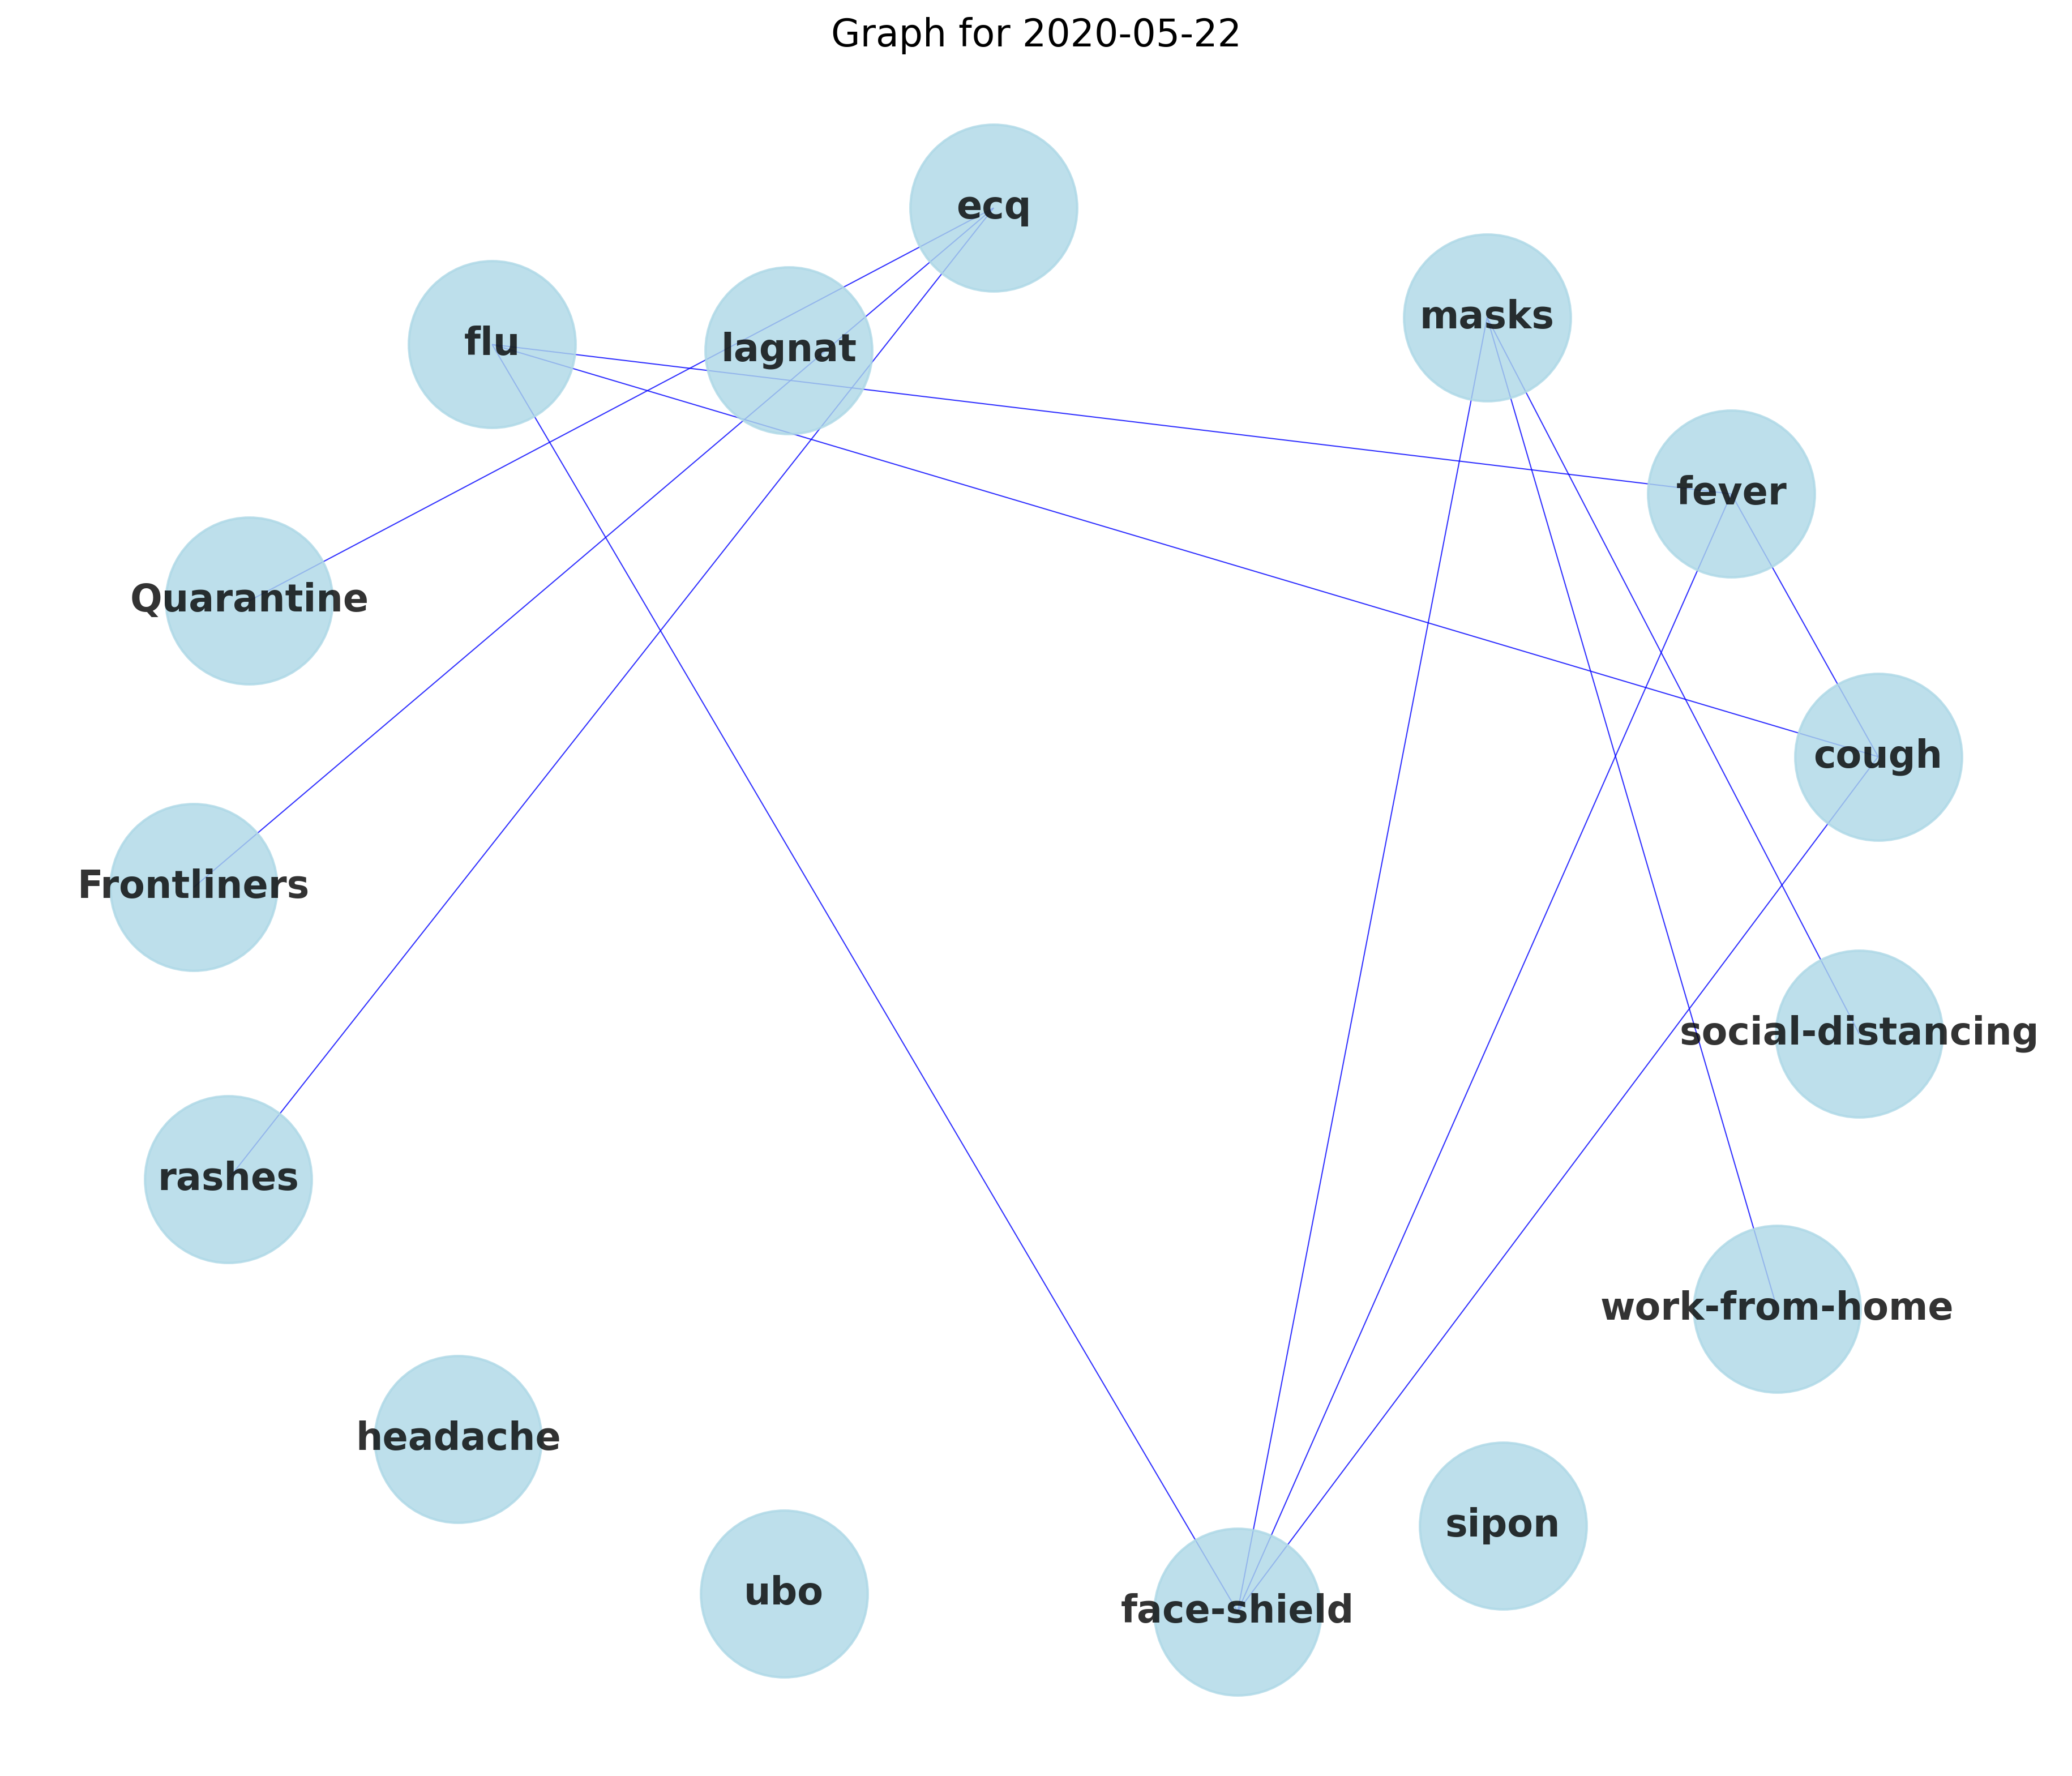 Graph for 2020-05-22
ecq
masks
flu
lagnat
fever
Quarantine
cough
Frontliners
social-distancing
rashes
work-from-home
headache
sipon
ubo
face-shield